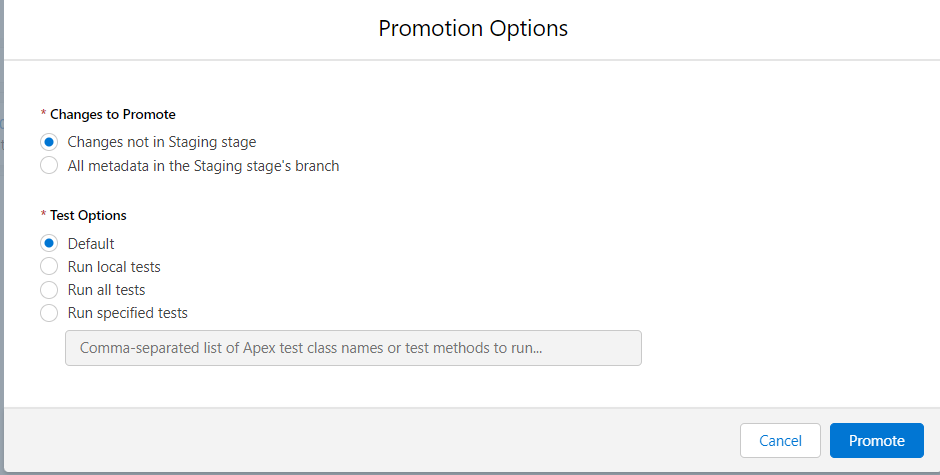 Promotion Options
* Changes to Promote
Changes not in Staging stage
All metadata in the Staging stage's branch
* Test Options
Default
Run local tests
Run all tests
Run specified tests
Comma-separated list of Apex test class names or test methods to run...
Cancel
Promote